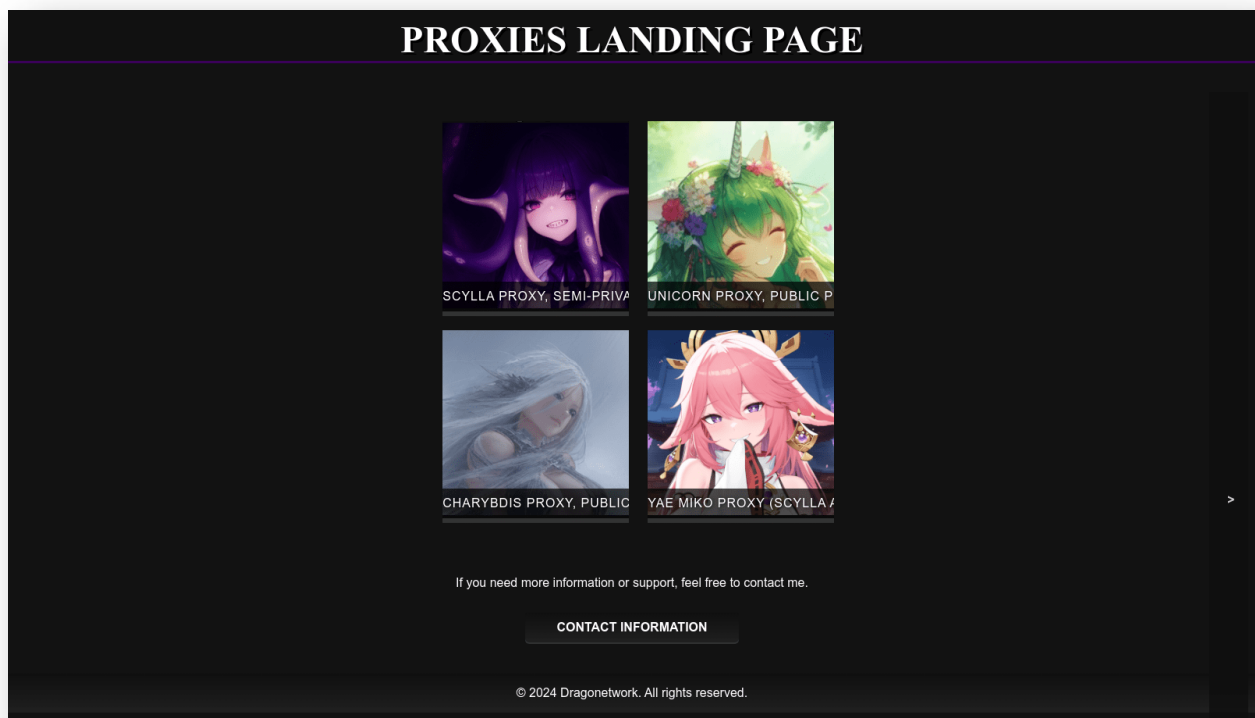 PROXIES LANDING PAGE
SCYLLA PROXY, SEMI-PRIVA
UNICORN PROXY, PUBLIC P
CHARYBDIS PROXY, PUBLIC
YAE MIKO PROXY (SCYLLA A
>
If you need more information or support, feel free to contact me.
CONTACT INFORMATION
© 2024 Dragonetwork. All rights reserved.